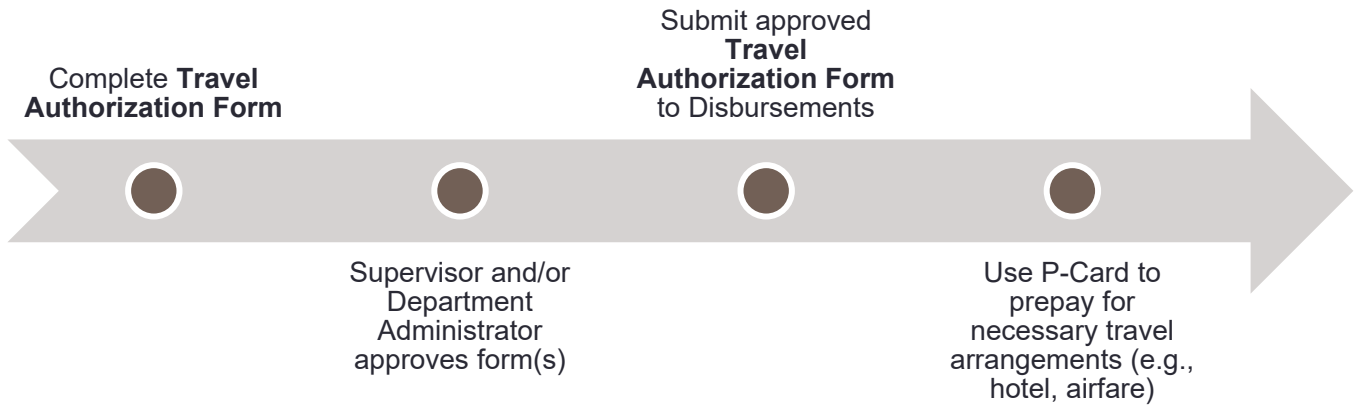 Complete Travel
Authorization Form
Supervisor and/or
Department
Administrator
approves form(s)
Submit approved
Travel
Authorization Form
to Disbursements
Use P-Card to
prepay for
necessary travel
arrangements (e.g.,
hotel, airfare)